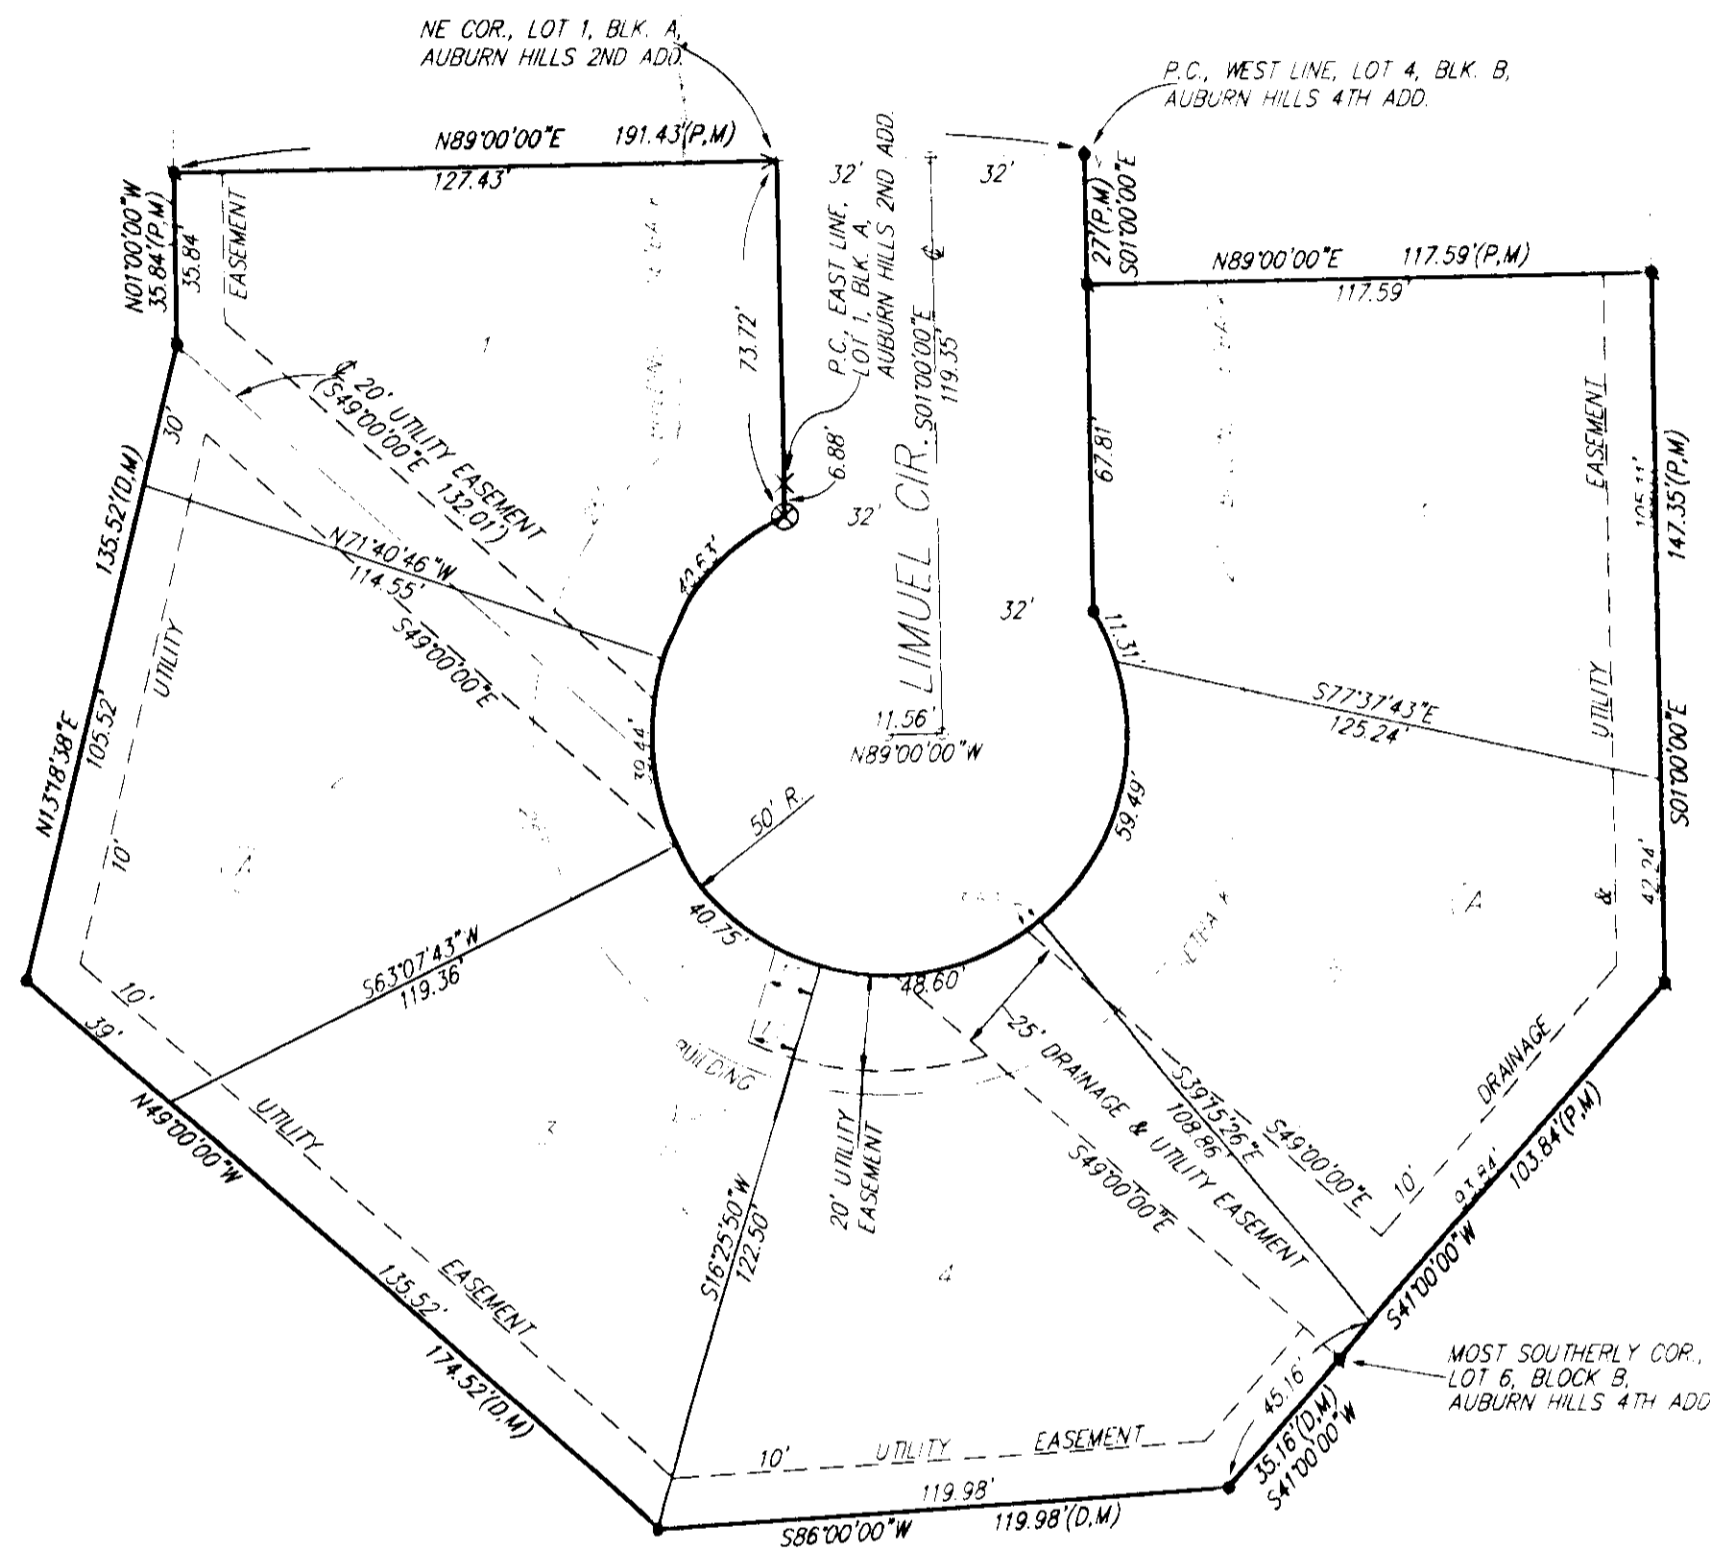 NE COR., LOT 1, BLK. A,
AUBURN HILLS 2ND ADD.
P.C., WEST LINE, LOT 4, BLK. B,
AUBURN HILLS 4TH ADD.
N89°00'00"E 191.43'(P,M)
127.43'
N01°00'00"W
35.84'(P,M)
35.84'
EASEMENT
1
73.72'
32'
32'
P.C., EAST LINE,
LOT 1, BLK. A,
AUBURN HILLS 2ND ADD.
6.88'
32'
LIMUEL CIR.
S01°00'00"E
119.35'
27'(P,M)
S01°00'00"E
N89°00'00"E 117.59'(P,M)
117.59'
67.81'
EASEMENT
UTILITY
&
105.11'
147.35'(P,M)
S01°00'00"E
42.24'
℄ 20' UTILITY EASEMENT
(S49°00'00"E 132.01')
30'
135.52'(D,M)
N71°40'46"W
114.55'
S49°00'00"E
42.63'
32'
11.31'
S77°37'43"E
125.24'
UTILITY
105.52'
N13°18'38"E
10'
39.44'
11.56'
N89°00'00"W
50' R.
59.49'
40.75'
48.60'
S63°07'43"W
119.36'
10'
39'
N49°00'00"W
UTILITY
EASEMENT
135.52'
174.52'(D,M)
3
BUILDING
20' UTILITY
EASEMENT
S16°25'50"W
122.50'
4
25' DRAINAGE & UTILITY EASEMENT
S39°15'26"E
108.86'
S49°00'00"E
S49°00'00"E
DRAINAGE
10'
93.84'
103.84'(P,M)
S41°00'00"W
MOST SOUTHERLY COR.,
LOT 6, BLOCK B,
AUBURN HILLS 4TH ADD
45.16'
35.16'(D,M)
S41°00'00"W
10' UTILITY EASEMENT
119.98'
S86°00'00"W 119.98'(D,M)